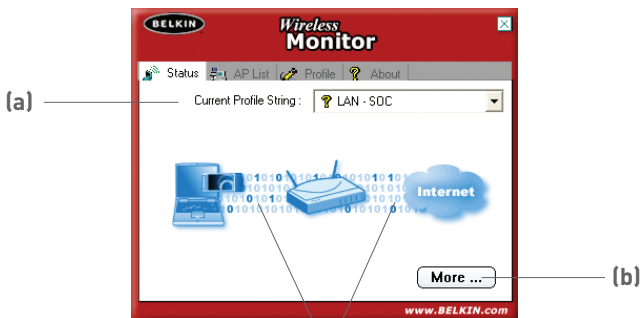 BELKIN
Wireless
Monitor
Status AP List Profile About
(a) Current Profile String : LAN - SOC
Internet
More ... (b)
www.BELKIN.com